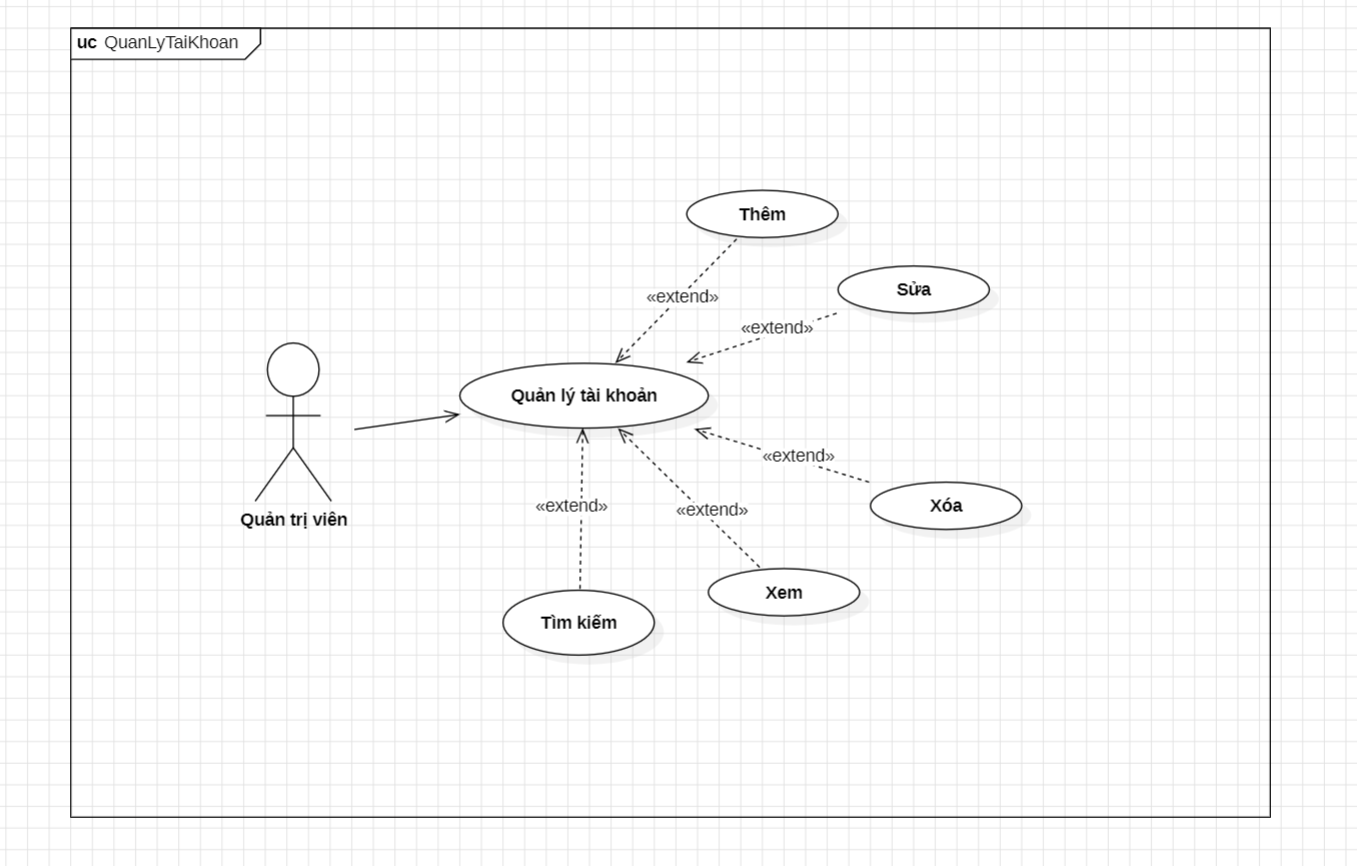 uc QuanLyTaiKhoan
Thêm
Sửa
«extend»
«extend»
Quản lý tài khoản
«extend»
Xóa
«extend»
«extend»
Quản trị viên
Xem
Tìm kiếm